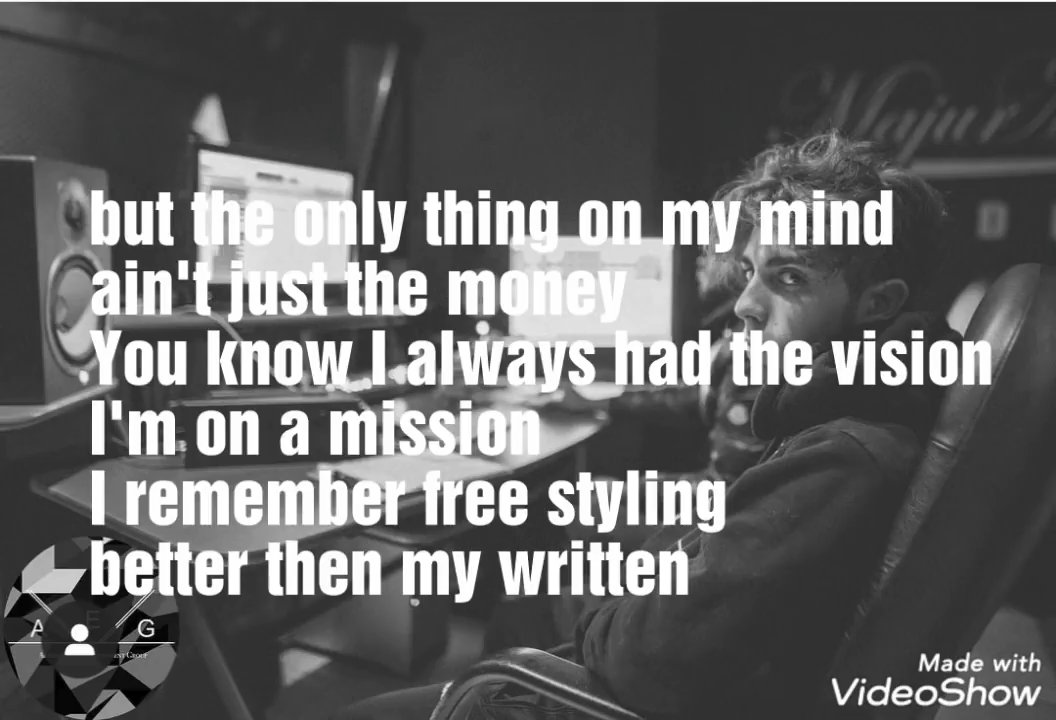 but the only thing on my mind
ain't just the money
You know I always had the vision
I'm on a mission
I remember free styling
better then my written
A E G
Made with
VideoShow